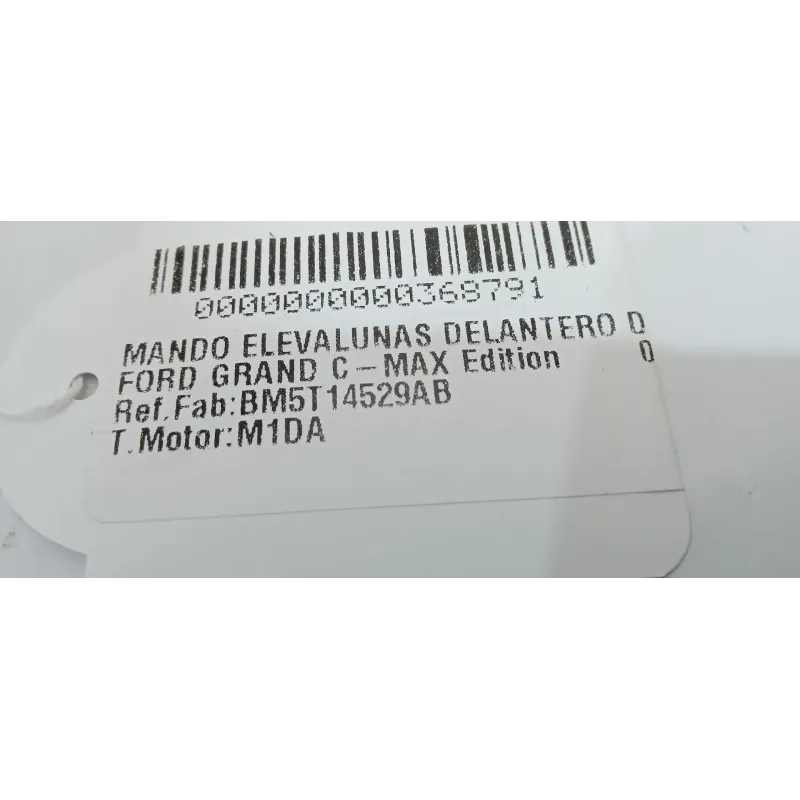 0000000000368791
MANDO ELEVALUNAS DELANTERO D
FORD GRAND C-MAX Edition 0
Ref.Fab:BM5T14529AB
T.Motor:M1DA